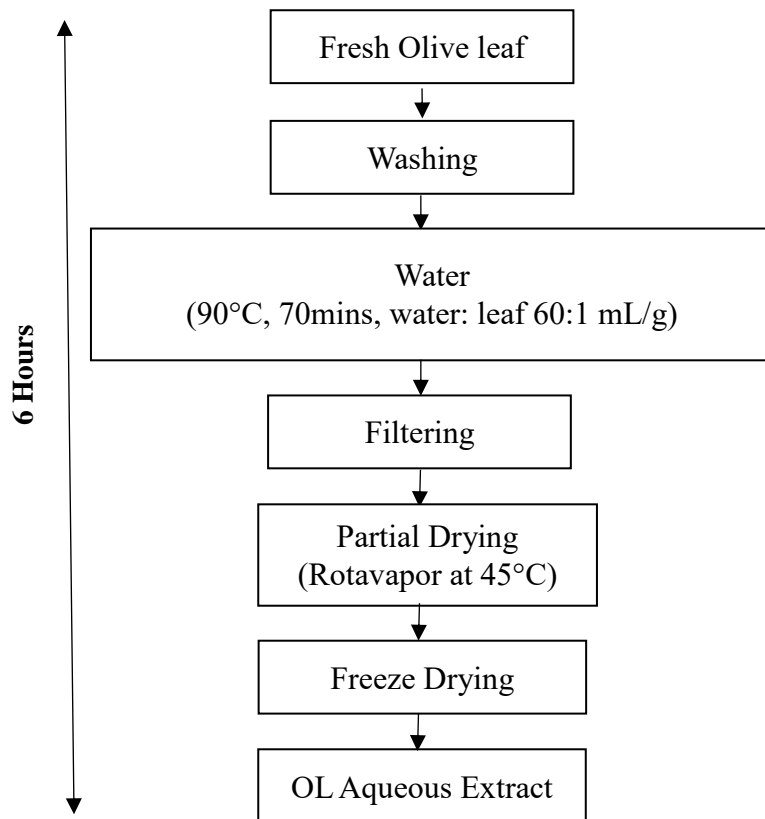 Fresh Olive leaf
Washing
Water
(90°C, 70mins, water: leaf 60:1 mL/g)
6 Hours
Filtering
Partial Drying
(Rotavapor at 45°C)
Freeze Drying
OL Aqueous Extract